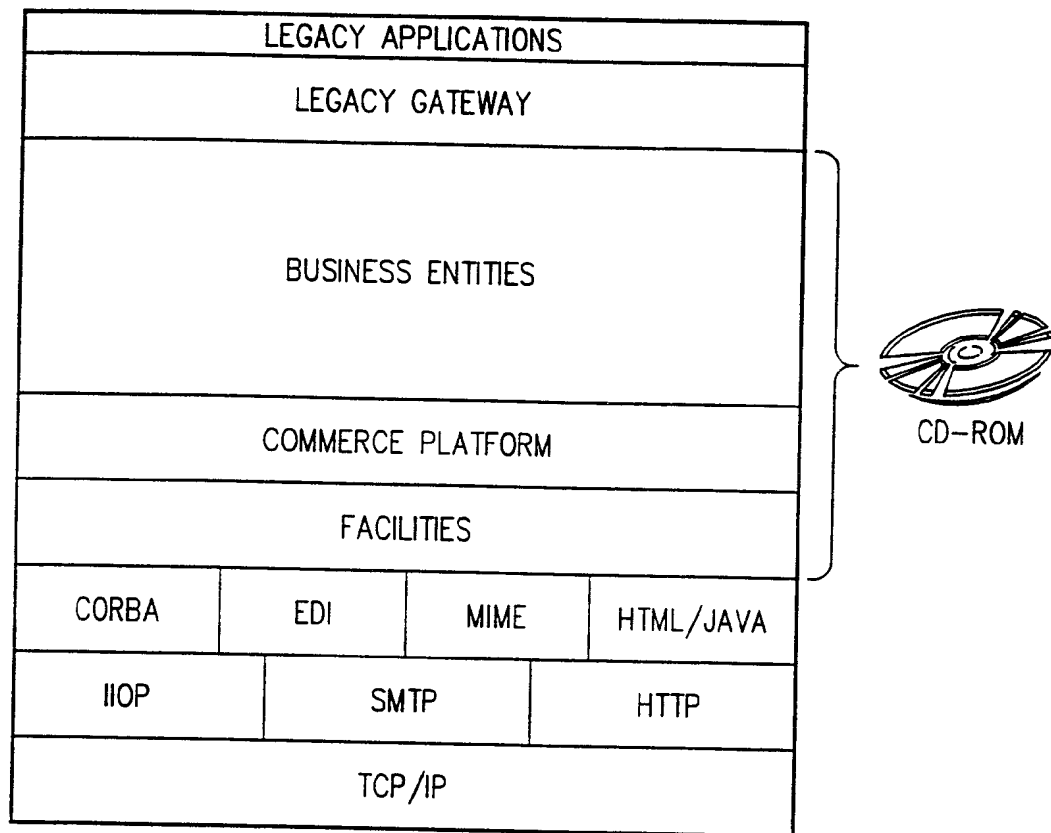 LEGACY APPLICATIONS
LEGACY GATEWAY
BUSINESS ENTITIES
CD-ROM
COMMERCE PLATFORM
FACILITIES
CORBA EDI MIME HTML/JAVA
IIOP SMTP HTTP
TCP/IP